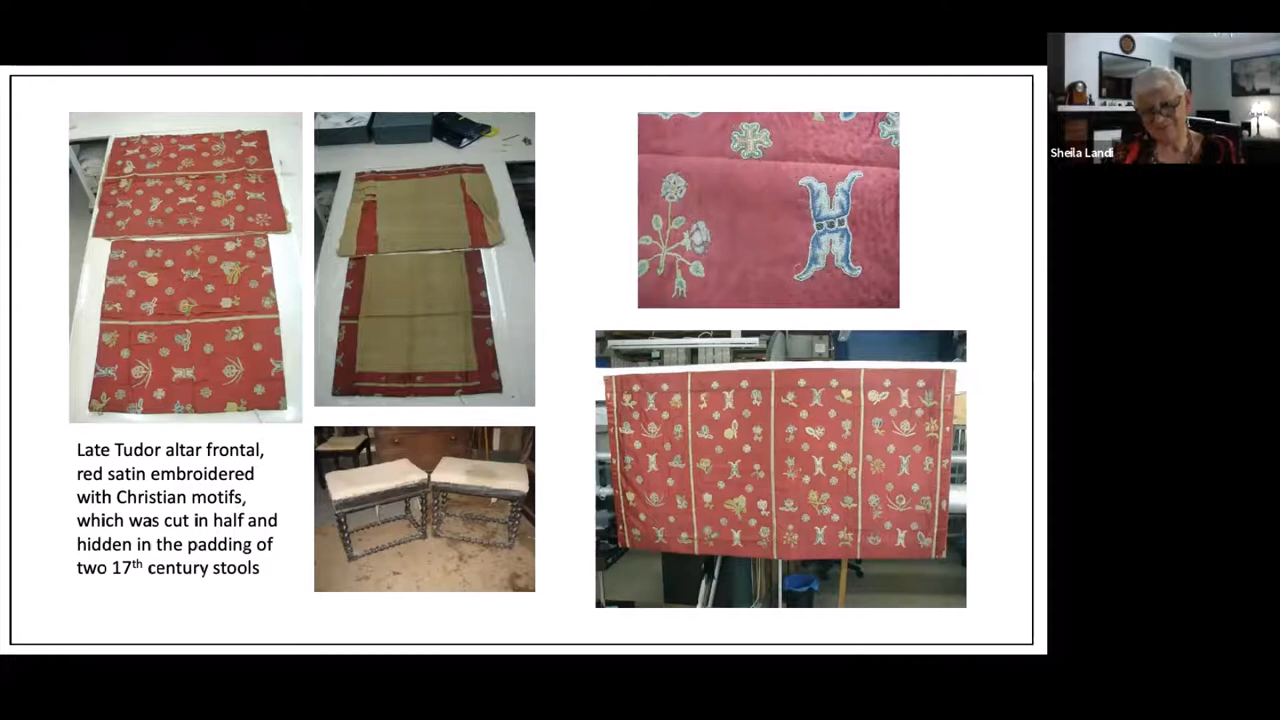 Late Tudor altar frontal,
red satin embroidered
with Christian motifs,
which was cut in half and
hidden in the padding of
two 17th century stools
Sheila Landi